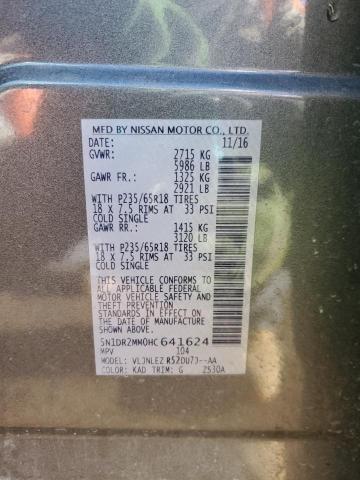 MFD BY NISSAN MOTOR CO., LTD.
DATE: 11/16
GVWR: 2715 KG
5986 LB
GAWR FR: 1325 KG
2921 LB
WITH P235/65R18 TIRES
18 X 7.5 RIMS AT 33 PSI
COLD SINGLE
GAWR RR: 1415 KG
3120 LB
WITH P235/65R18 TIRES
18 X 7.5 RIMS AT 33 PSI
COLD SINGLE
THIS VEHICLE CONFORMS TO
ALL APPLICABLE FEDERAL
MOTOR VEHICLE SAFETY AND
THEFT PREVENTION
STANDARDS IN EFFECT ON
THE DATE OF MANUFACTURE
SHOWN ABOVE.
5N1DR2MM0HC641624
MPV 104
MODEL: VLJNLEZ R520U7J--AA
COLOR: KAD TRIM: G 2530A